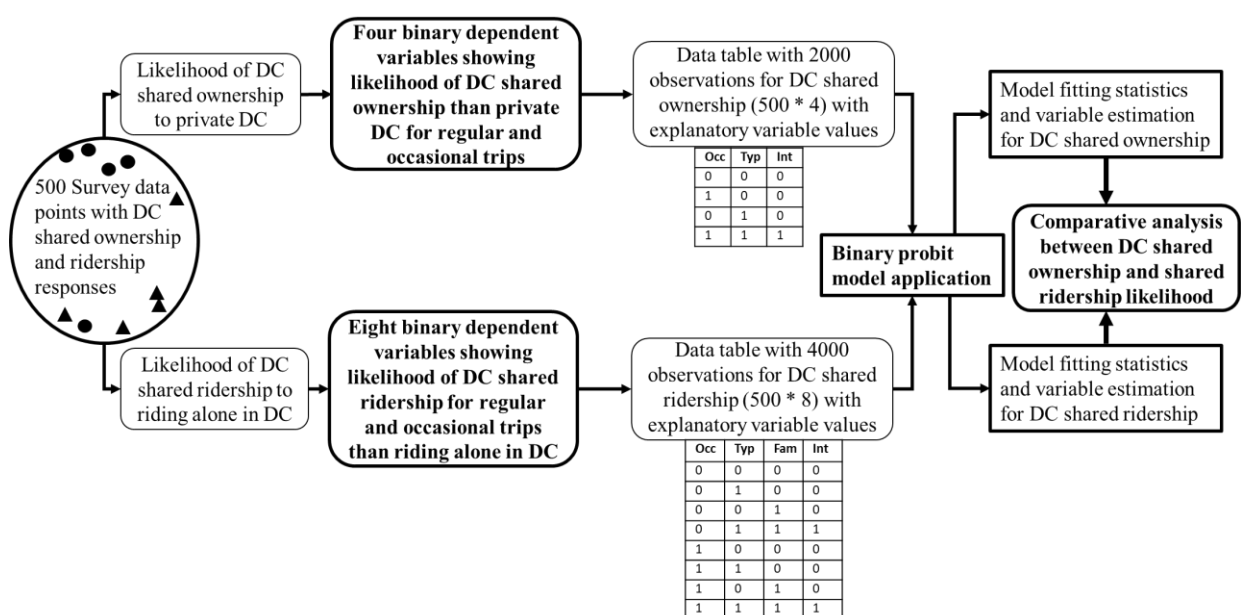 500 Survey data
points with DC
shared ownership
and ridership
responses
Likelihood of DC
shared ownership
to private DC
Four binary dependent
variables showing
likelihood of DC shared
ownership than private
DC for regular and
occasional trips
Data table with 2000
observations for DC shared
ownership (500 * 4) with
explanatory variable values
Occ Typ Int
0 0 0
1 0 0
0 1 0
1 1 1
Likelihood of DC
shared ridership to
riding alone in DC
Eight binary dependent
variables showing
likelihood of DC shared
ridership for regular
and occasional trips
than riding alone in DC
Data table with 4000
observations for DC shared
ridership (500 * 8) with
explanatory variable values
Occ Typ Fam Int
0 0 0 0
0 1 0 0
0 0 1 0
0 1 1 1
1 0 0 0
1 1 0 0
1 0 1 0
1 1 1 1
Binary probit
model application
Model fitting statistics
and variable estimation
for DC shared ownership
Comparative analysis
between DC shared
ownership and shared
ridership likelihood
Model fitting statistics
and variable estimation
for DC shared ridership